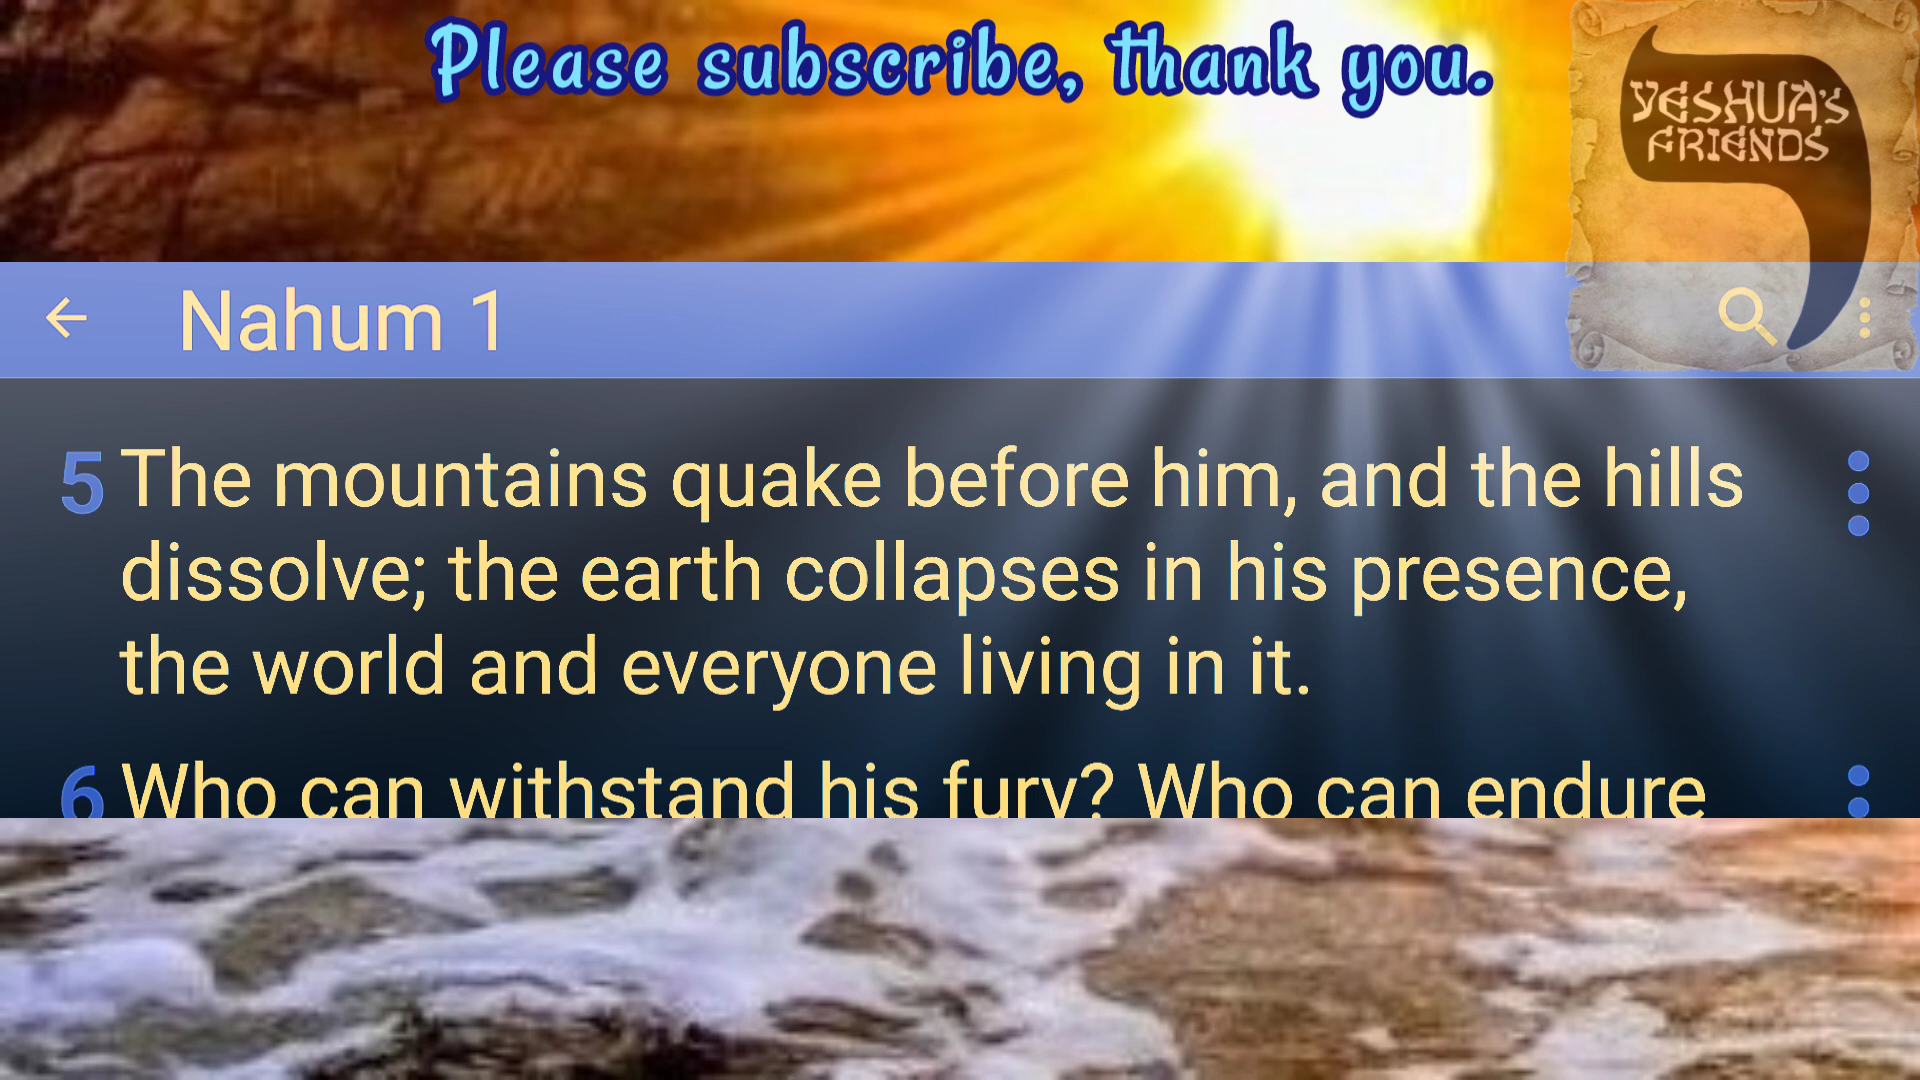 Please subscribe, thank you.
YESHUA'S
FRIENDS
Nahum 1
5 The mountains quake before him, and the hills
dissolve; the earth collapses in his presence,
the world and everyone living in it.
6 Who can withstand his fury? Who can endure